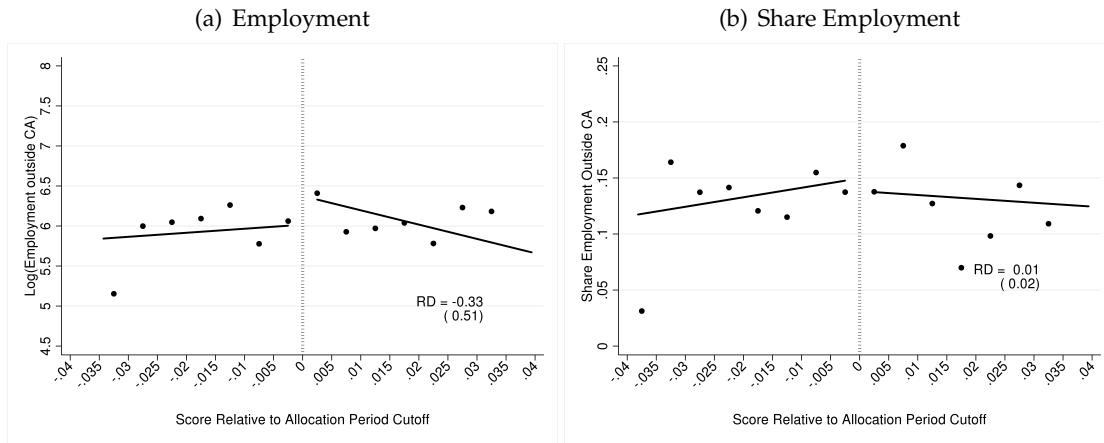 (a) Employment
Log(Employment outside CA)
8
7.5
7
6.5
6
5.5
5
4.5
RD = -0.33
( 0.51)
-.04 -.035 -.03 -.025 -.02 -.015 -.01 -.005 0 .005 .01 .015 .02 .025 .03 .035 .04
Score Relative to Allocation Period Cutoff
(b) Share Employment
Share Employment Outside CA
.25
.2
.15
.1
.05
0
RD = 0.01
( 0.02)
-.04 -.035 -.03 -.025 -.02 -.015 -.01 -.005 0 .005 .01 .015 .02 .025 .03 .035 .04
Score Relative to Allocation Period Cutoff